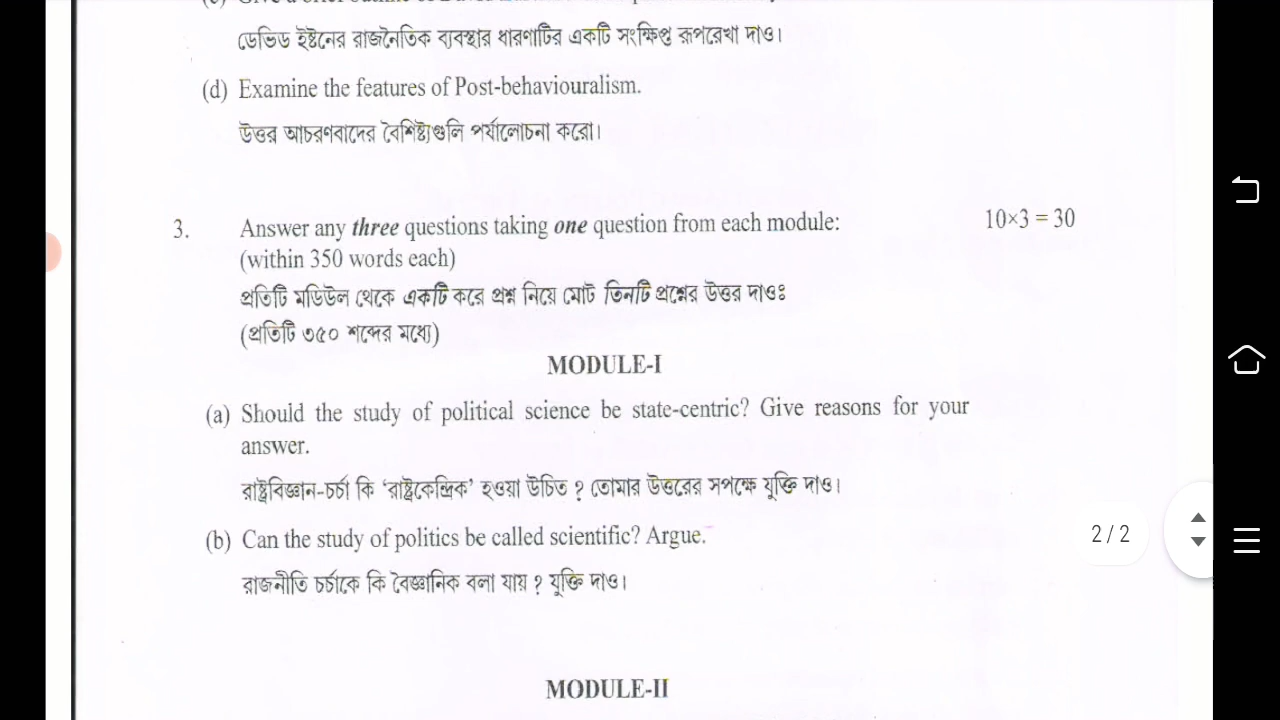 ডেভিড ইষ্টনের রাজনৈতিক ব্যবস্থার ধারণাটির একটি সংক্ষিপ্ত রূপরেখা দাও।
(d) Examine the features of Post-behaviouralism.
উত্তর আচরণবাদের বৈশিষ্ট্যগুলি পর্যালোচনা করো।
3. Answer any three questions taking one question from each module: 10×3 = 30
(within 350 words each)
প্রতিটি মডিউল থেকে একটি করে প্রশ্ন নিয়ে মোট তিনটি প্রশ্নের উত্তর দাওঃ
(প্রতিটি ৩৫০ শব্দের মধ্যে)
MODULE-I
(a) Should the study of political science be state-centric? Give reasons for your
answer.
রাষ্ট্রবিজ্ঞান-চর্চা কি ‘রাষ্ট্রকেন্দ্রিক’ হওয়া উচিত ? তোমার উত্তরের সপক্ষে যুক্তি দাও।
(b) Can the study of politics be called scientific? Argue.
রাজনীতি চর্চাকে কি বৈজ্ঞানিক বলা যায় ? যুক্তি দাও।
2 / 2
MODULE-II